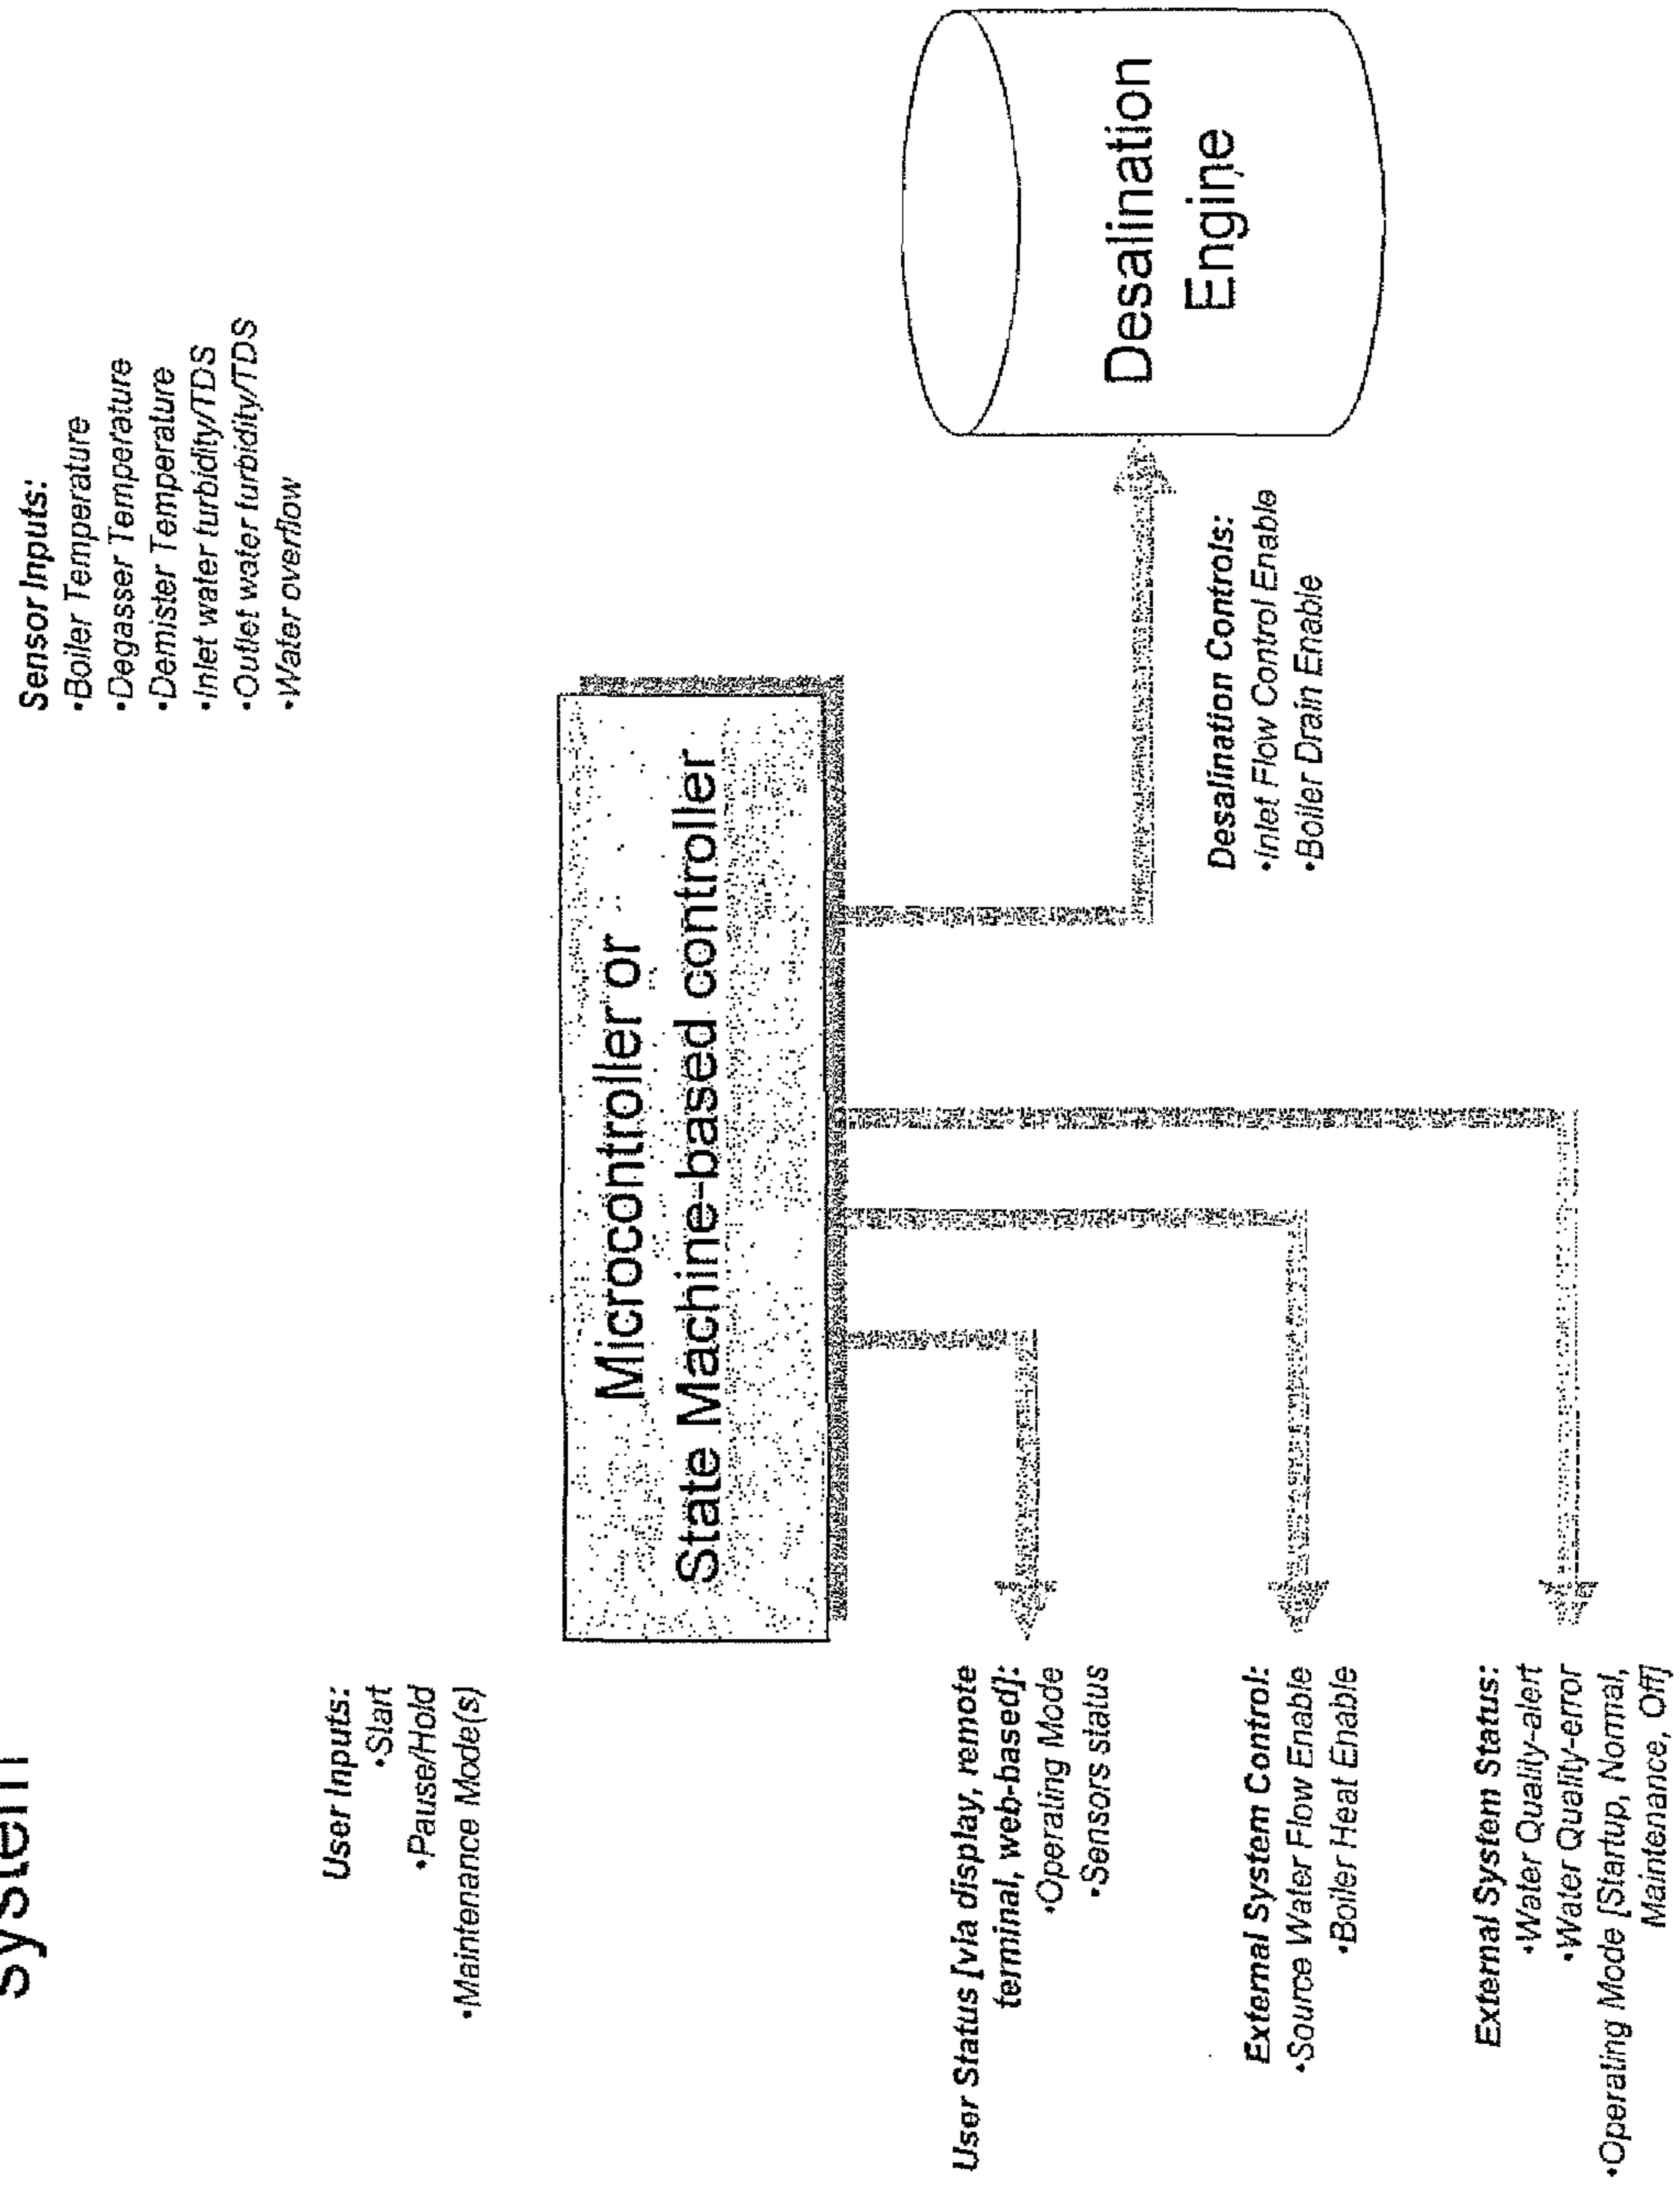 system
Sensor Inputs:
•Boiler Temperature
•Degasser Temperature
•Demister Temperature
•Inlet water turbidity/TDS
•Outlet water turbidity/TDS
•Water overflow
User Inputs:
•Start
•Pause/Hold
•Maintenance Mode(s)
Microcontroller or
State Machine-based controller
User Status [via display, remote
terminal, web-based]:
•Operating Mode
•Sensors status
External System Control:
•Source Water Flow Enable
•Boiler Heat Enable
External System Status:
•Water Quality-alert
•Water Quality-error
•Operating Mode [Startup, Normal,
Maintenance, Off]
Desalination Controls:
•Inlet Flow Control Enable
•Boiler Drain Enable
Desalination
Engine